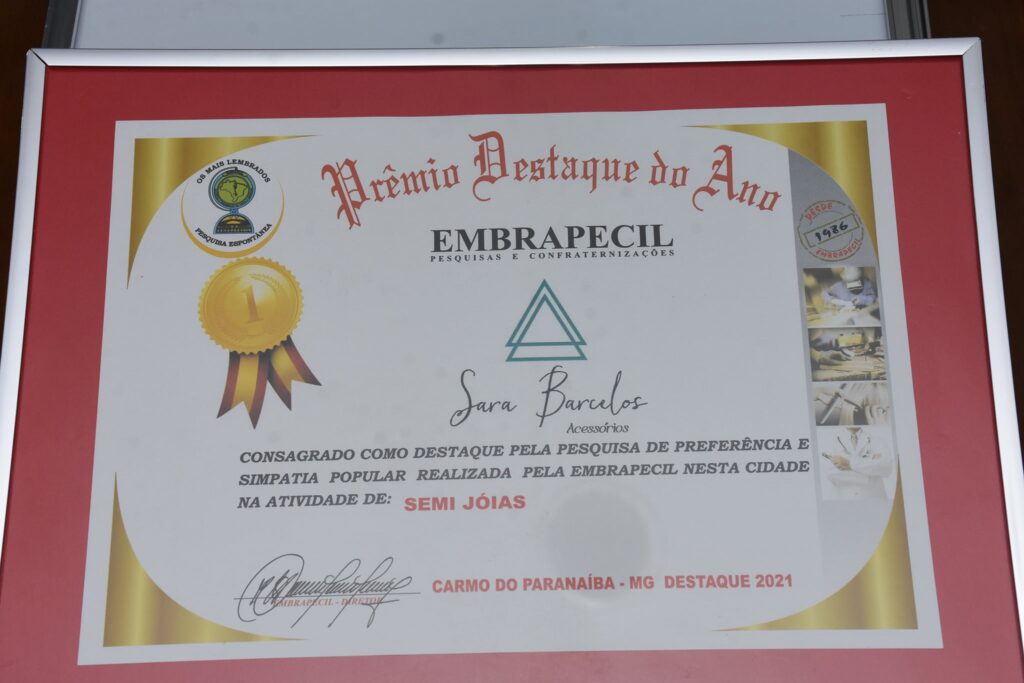 Prêmio Destaque do Ano
OS MAIS LEMBRADOS
PESQUISA ESPONTÂNEA
DESDE
1986
EMBRAPECIL
EMBRAPECIL
PESQUISAS E CONFRATERNIZAÇÕES
1
Sara Barcelos
Acessórios
CONSAGRADO COMO DESTAQUE PELA PESQUISA DE PREFERÊNCIA E
SIMPATIA POPULAR REALIZADA PELA EMBRAPECIL NESTA CIDADE
NA ATIVIDADE DE: SEMI JÓIAS
EMBRAPECIL - DIRETOR
CARMO DO PARANAÍBA - MG DESTAQUE 2021